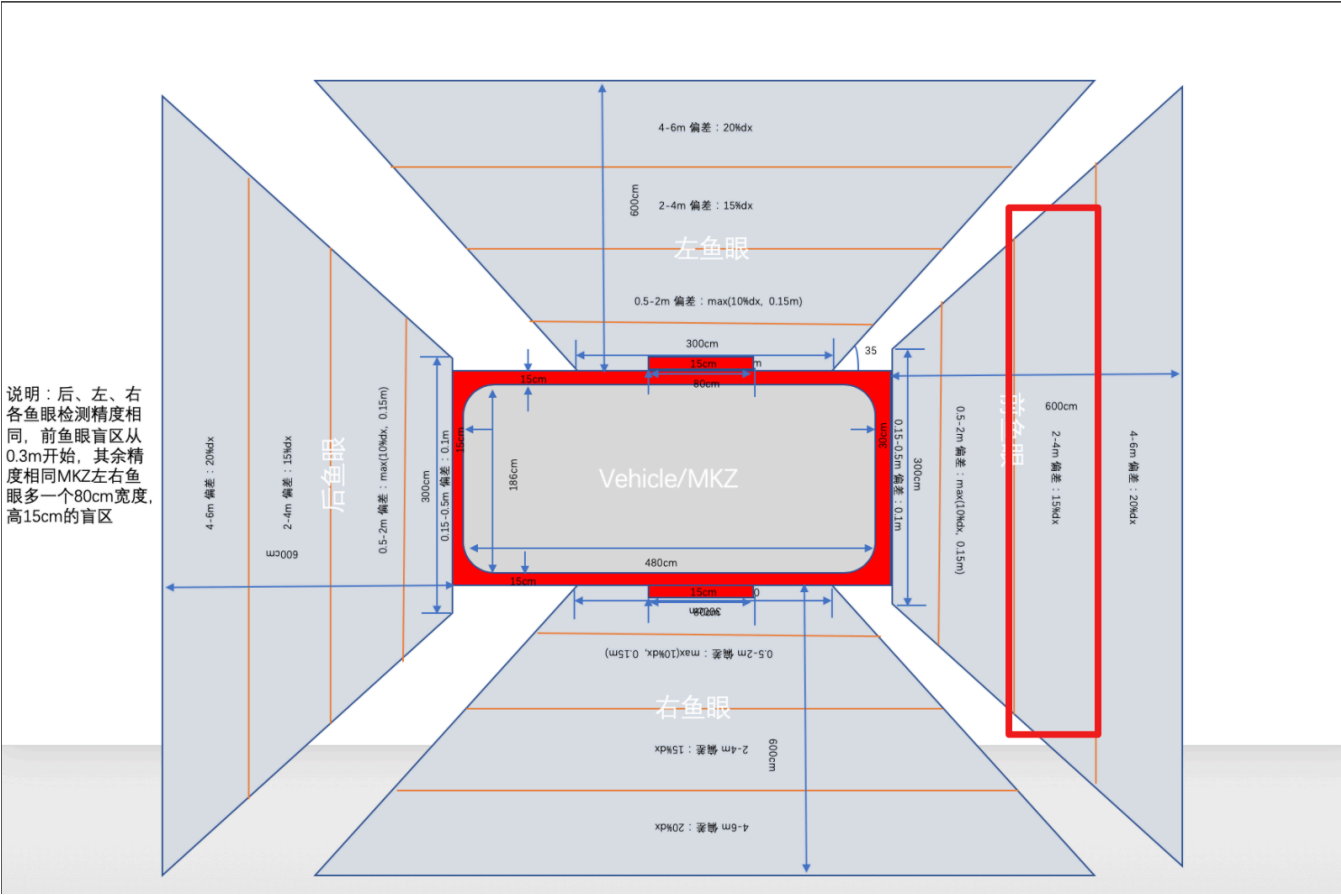 4-6m 偏差：20%dx
600cm
2-4m 偏差：15%dx
左鱼眼
0.5-2m 偏差：max(10%dx, 0.15m)
300cm
35
15cm
m
15cm
80cm
说明：后、左、右
各鱼眼检测精度相
同，前鱼眼盲区从
0.3m开始，其余精
度相同MKZ左右鱼
眼多一个80cm宽度，
高15cm的盲区
4-6m 偏差：20%dx
2-4m 偏差：15%dx
600cm
后鱼眼
0.5-2m 偏差：max(10%dx, 0.15m)
300cm
0.15-0.5m 偏差：0.1m
15cm
186cm
Vehicle/MKZ
480cm
30cm
0.15-0.5m 偏差：0.1m
300cm
0.5-2m 偏差：max(10%dx, 0.15m)
前鱼眼
600cm
2-4m 偏差：15%dx
4-6m 偏差：20%dx
15cm
15cm
0.5-2m 偏差：max(10%dx, 0.15m)
右鱼眼
2-4m 偏差：15%dx
600cm
4-6m 偏差：20%dx